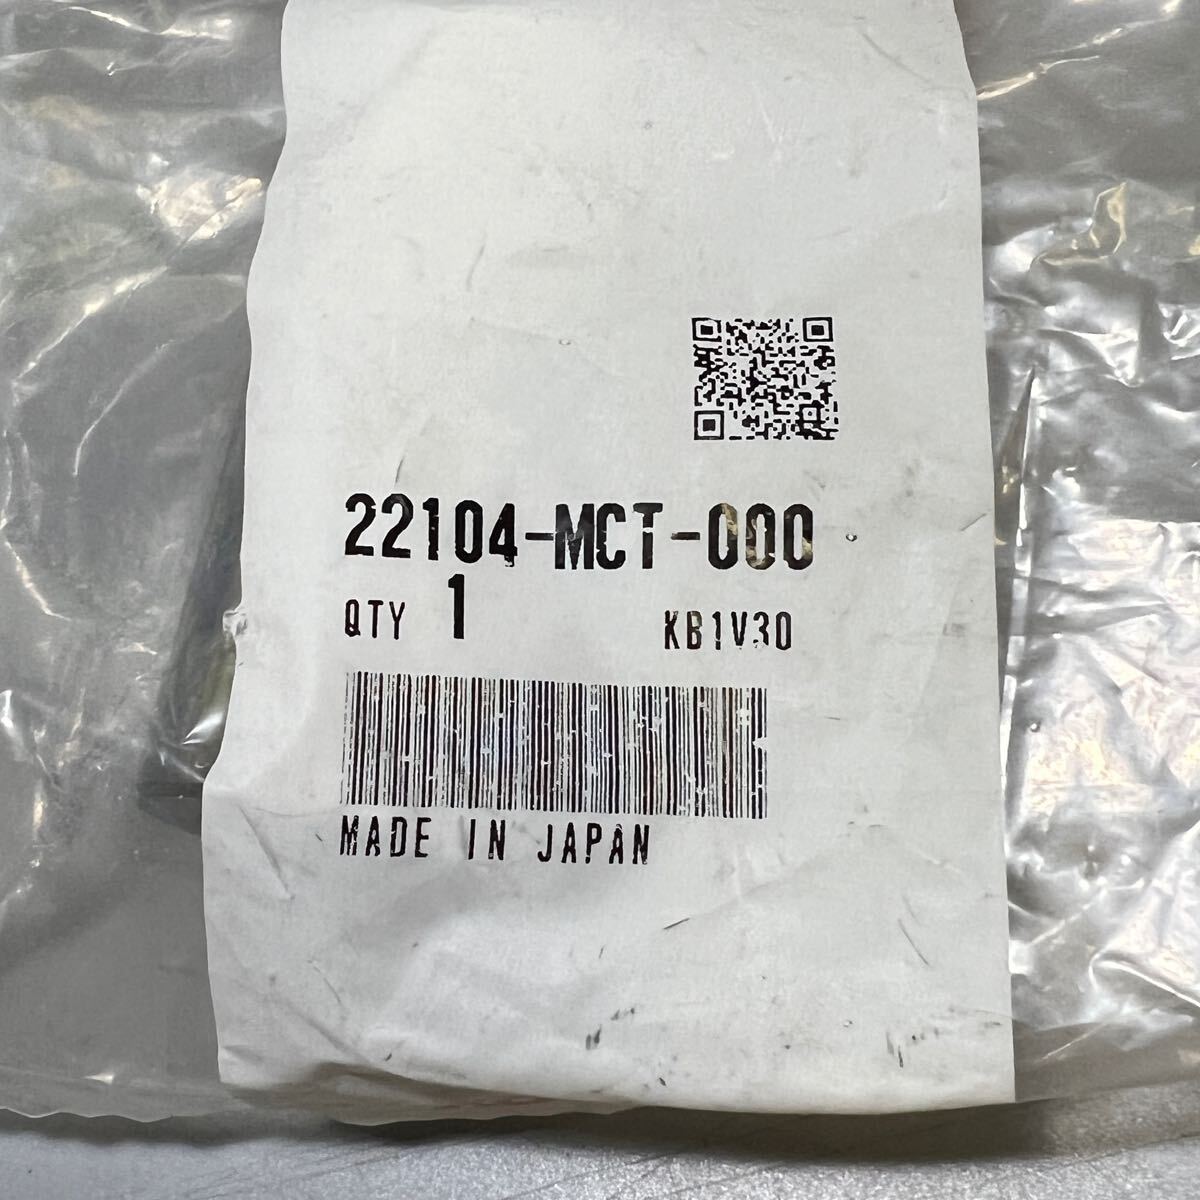 22104-MCT-000
QTY 1 KB1V30
MADE IN JAPAN